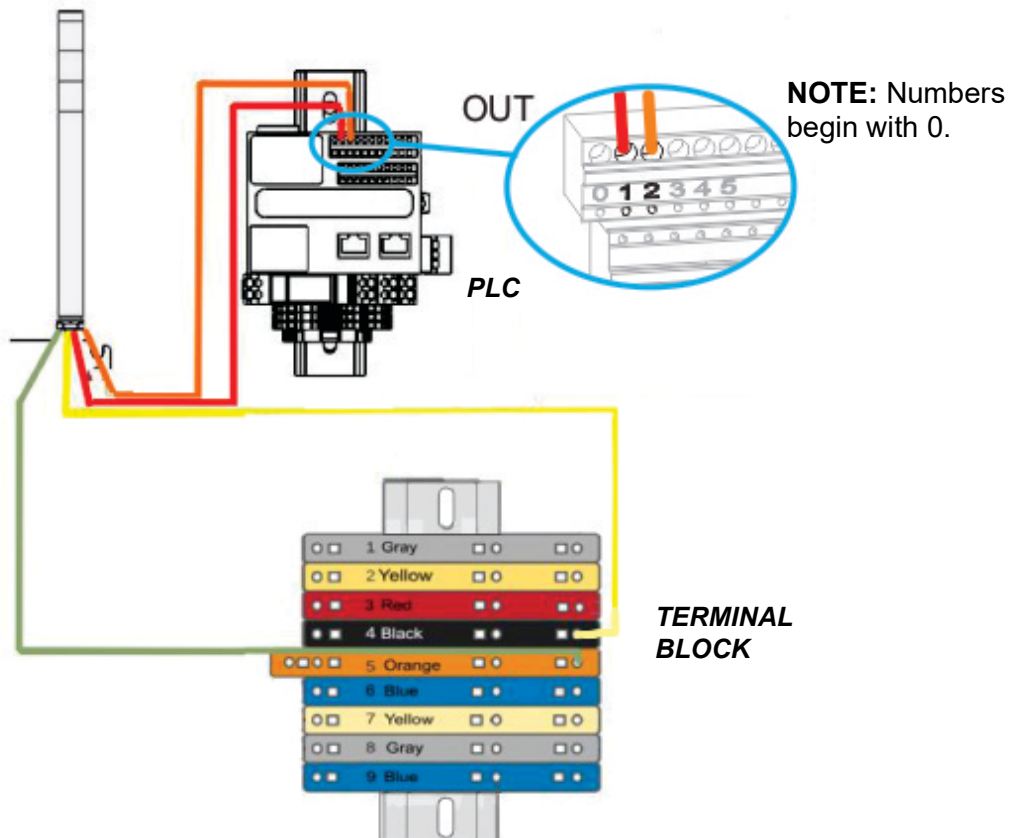 OUT
NOTE: Numbers
begin with 0.
0 1 2 3 4 5
PLC
1 Gray
2 Yellow
3 Red
4 Black
5 Orange
6 Blue
7 Yellow
8 Gray
9 Blue
TERMINAL
BLOCK